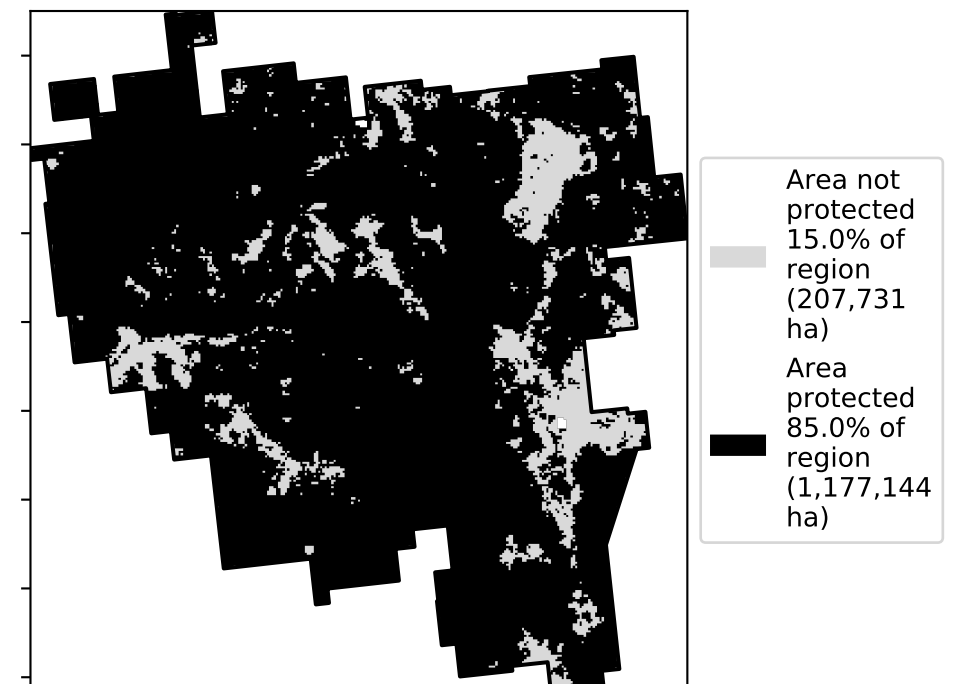 Area not
protected
15.0% of
region
(207,731
ha)
Area
protected
85.0% of
region
(1,177,144
ha)